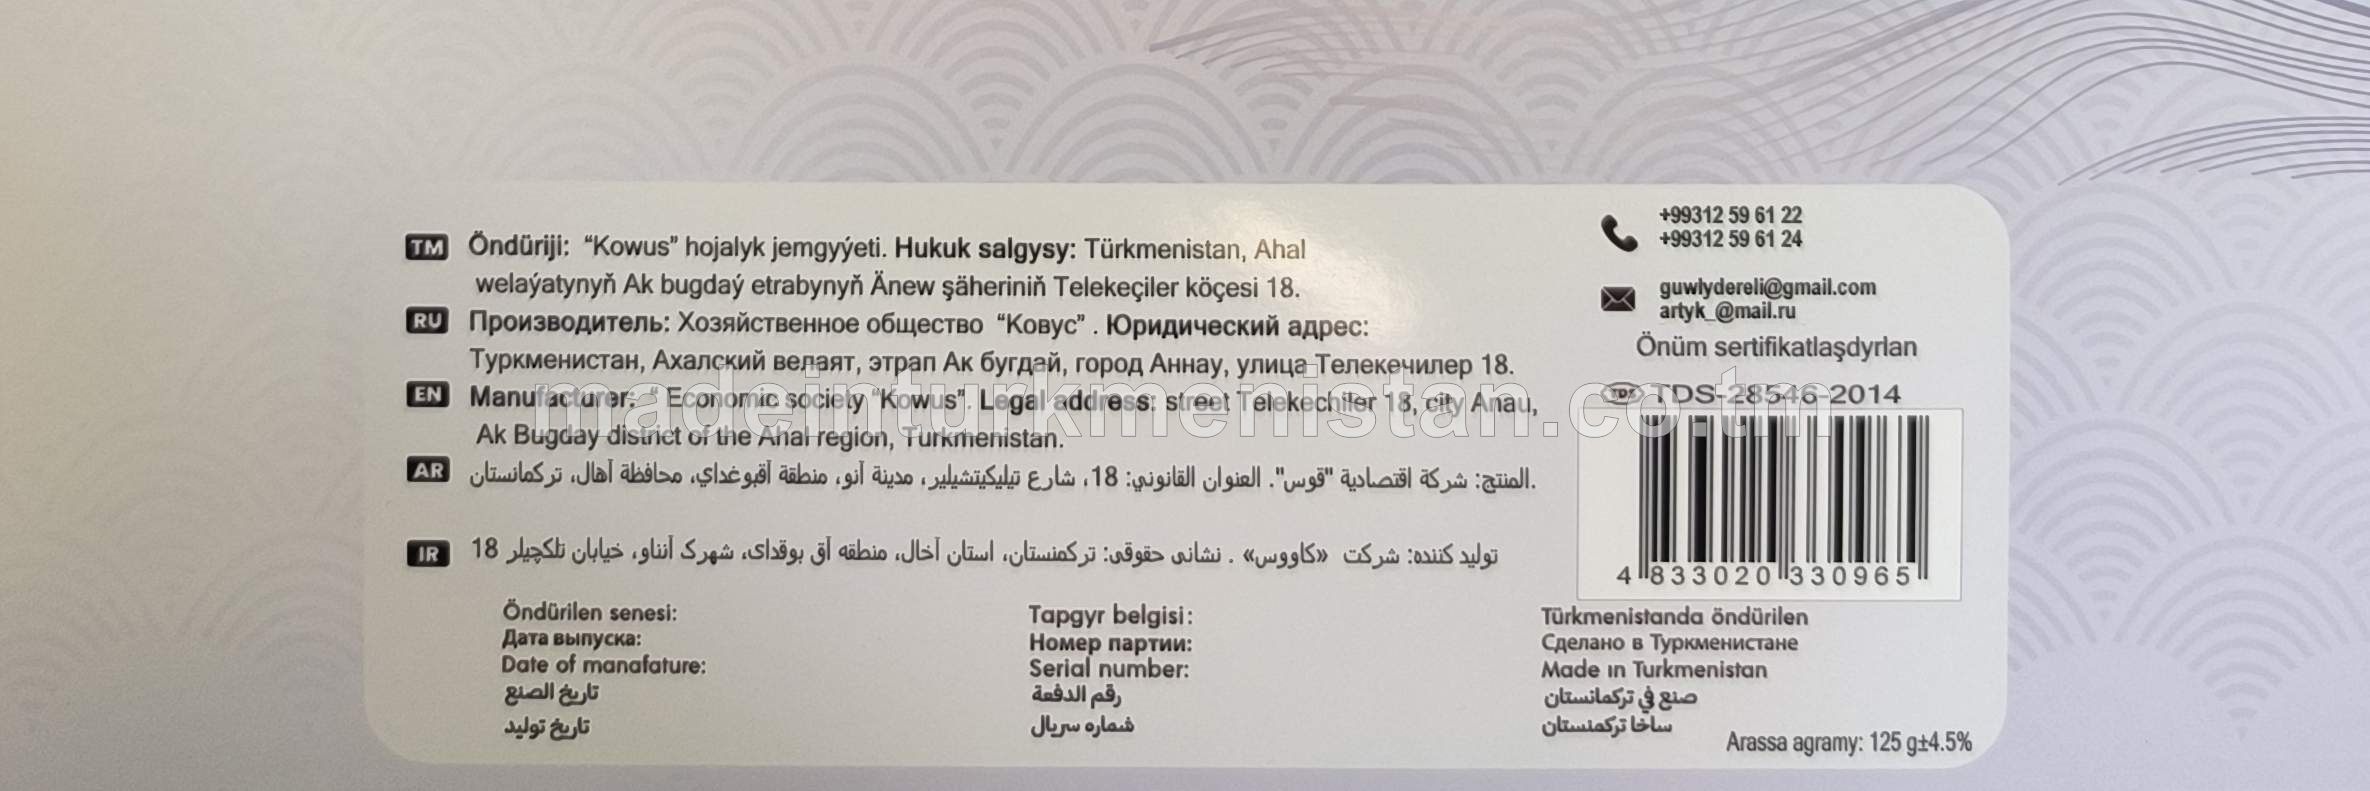 TM Öndüriji: “Kowus” hojalyk jemgyýeti. Hukuk salgysy: Türkmenistan, Ahal
welaýatynyň Ak bugdaý etrabynyň Änew şäheriniň Telekeçiler köçesi 18.
RU Производитель: Хозяйственное общество “Ковус” . Юридический адрес:
Туркменистан, Ахалский велаят, этрап Ак бугдай, город Аннау, улица Телекечилер 18.
EN Manufacturer: “ Economic society “Kowus”. Legal address: street Telekechiler 18, city Anau,
Ak Bugday district of the Ahal region, Turkmenistan.
AR المنتج: شركة اقتصادية "قوس". العنوان القانوني: 18، شارع تيليكيتشيلير، مدينة آنو، منطقة آقبوغداي، محافظة آهال، تركمانستان.
IR تولید کننده: شرکت «کاووس» . نشانی حقوقی: ترکمنستان، استان آخال، منطقه آق بوقدای، شهرک آنناو، خیابان تلکچیلر 18
+99312 59 61 22
+99312 59 61 24
guwlydereli@gmail.com
artyk_@mail.ru
Önüm sertifikatlaşdyrlan
TDS TDS-28546-2014
4 833020 330965
madeinturkmenistan.co.tm
Öndürilen senesi:
Дата выпуска:
Date of manafature:
تاريخ الصنع
تاریخ تولید
Tapgyr belgisi:
Номер партии:
Serial number:
رقم الدفعة
شماره سریال
Türkmenistanda öndürilen
Сделано в Туркменистане
Made in Turkmenistan
صنع في تركمانستان
ساخا ترکمنستان
Arassa agramy: 125 g±4.5%